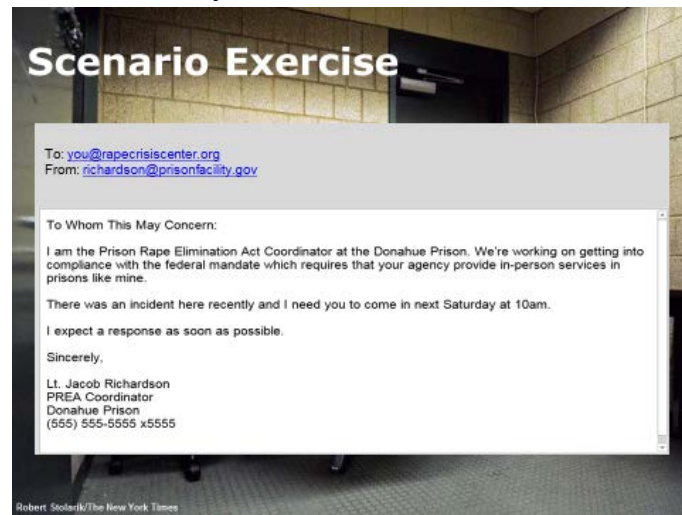 Scenario Exercise
To: you@rapecrisiscenter.org
From: richardson@prisonfacility.gov
To Whom This May Concern:
I am the Prison Rape Elimination Act Coordinator at the Donahue Prison. We're working on getting into
compliance with the federal mandate which requires that your agency provide in-person services in
prisons like mine.
There was an incident here recently and I need you to come in next Saturday at 10am.
I expect a response as soon as possible.
Sincerely,
Lt. Jacob Richardson
PREA Coordinator
Donahue Prison
(555) 555-5555 x5555
Robert Stolarik/The New York Times